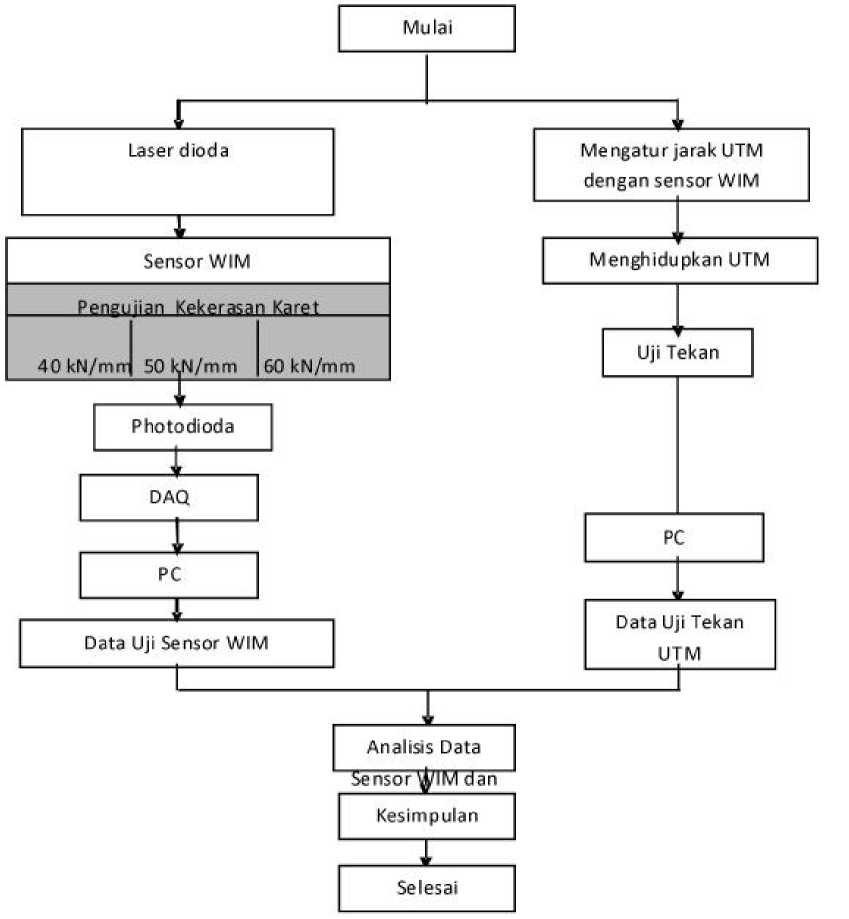 Mulai
Laser dioda
Sensor WIM
Pengujian Kekerasan Karet
40 kN/mm 50 kN/mm 60 kN/mm
Photodioda
DAQ
PC
Data Uji Sensor WIM
Mengatur jarak UTM
dengan sensor WIM
Menghidupkan UTM
Uji Tekan
PC
Data Uji Tekan
UTM
Analisis Data
Sensor WIM dan
Kesimpulan
Selesai